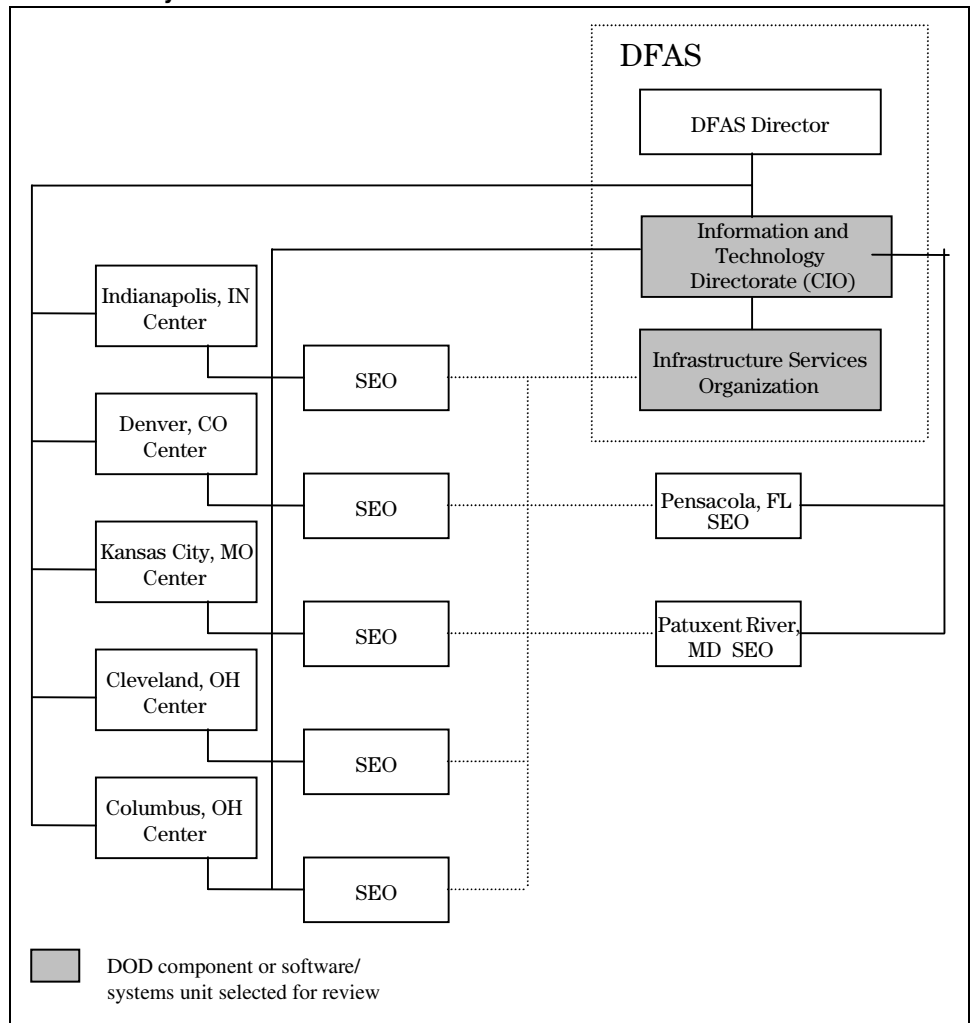 DFAS
DFAS Director
Information and
Technology
Directorate (CIO)
Infrastructure Services
Organization
Indianapolis, IN
Center
SEO
Denver, CO
Center
SEO
Pensacola, FL
SEO
Kansas City, MO
Center
SEO
Patuxent River,
MD SEO
Cleveland, OH
Center
SEO
Columbus, OH
Center
SEO
DOD component or software/
systems unit selected for review